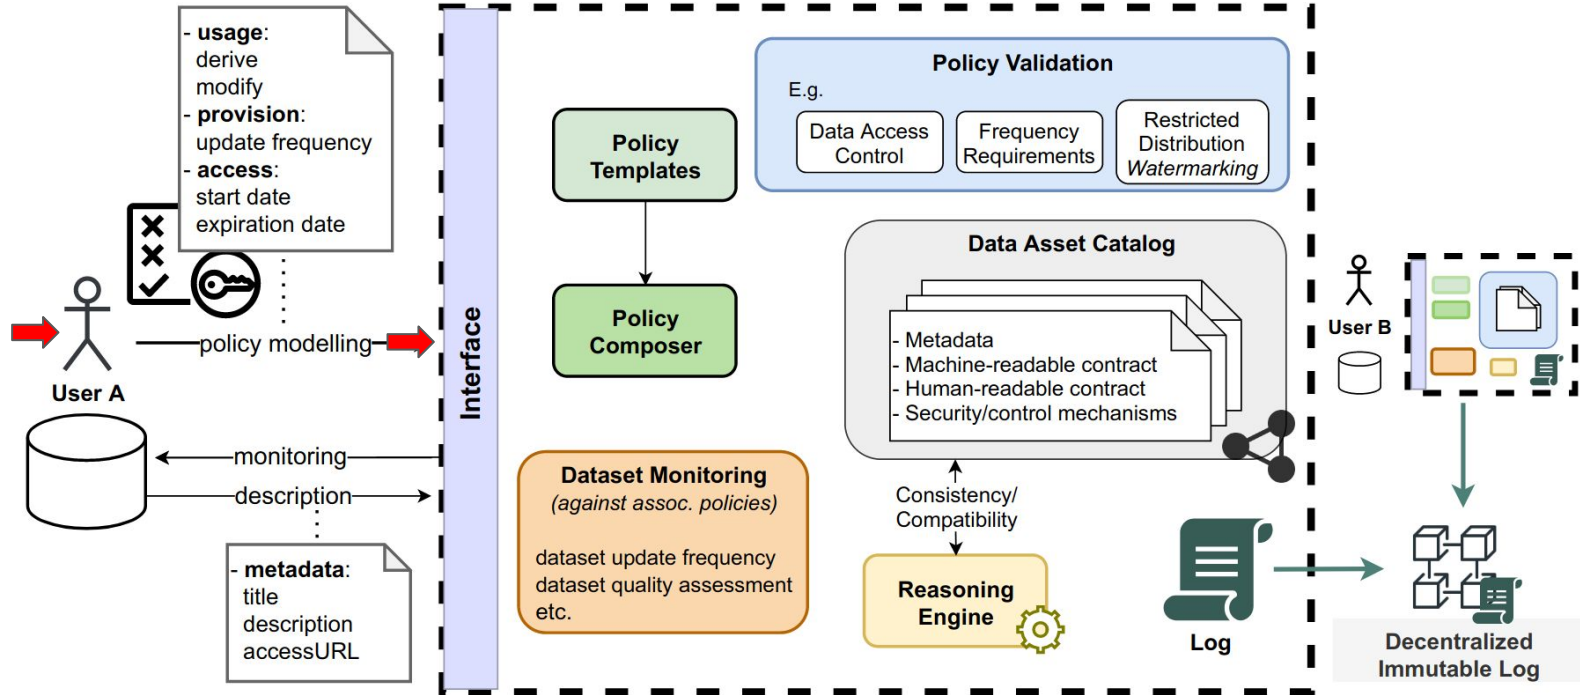 - usage:
derive
modify
- provision:
update frequency
- access:
start date
expiration date
policy modelling
User A
monitoring
description
- metadata:
title
description
accessURL
Interface
Policy
Templates
Policy
Composer
Policy Validation
E.g.
Data Access
Control
Frequency
Requirements
Restricted
Distribution
Watermarking
Data Asset Catalog
- Metadata
- Machine-readable contract
- Human-readable contract
- Security/control mechanisms
Dataset Monitoring
(against assoc. policies)
dataset update frequency
dataset quality assessment
etc.
Consistency/
Compatibility
Reasoning
Engine
Log
User B
Decentralized
Immutable Log